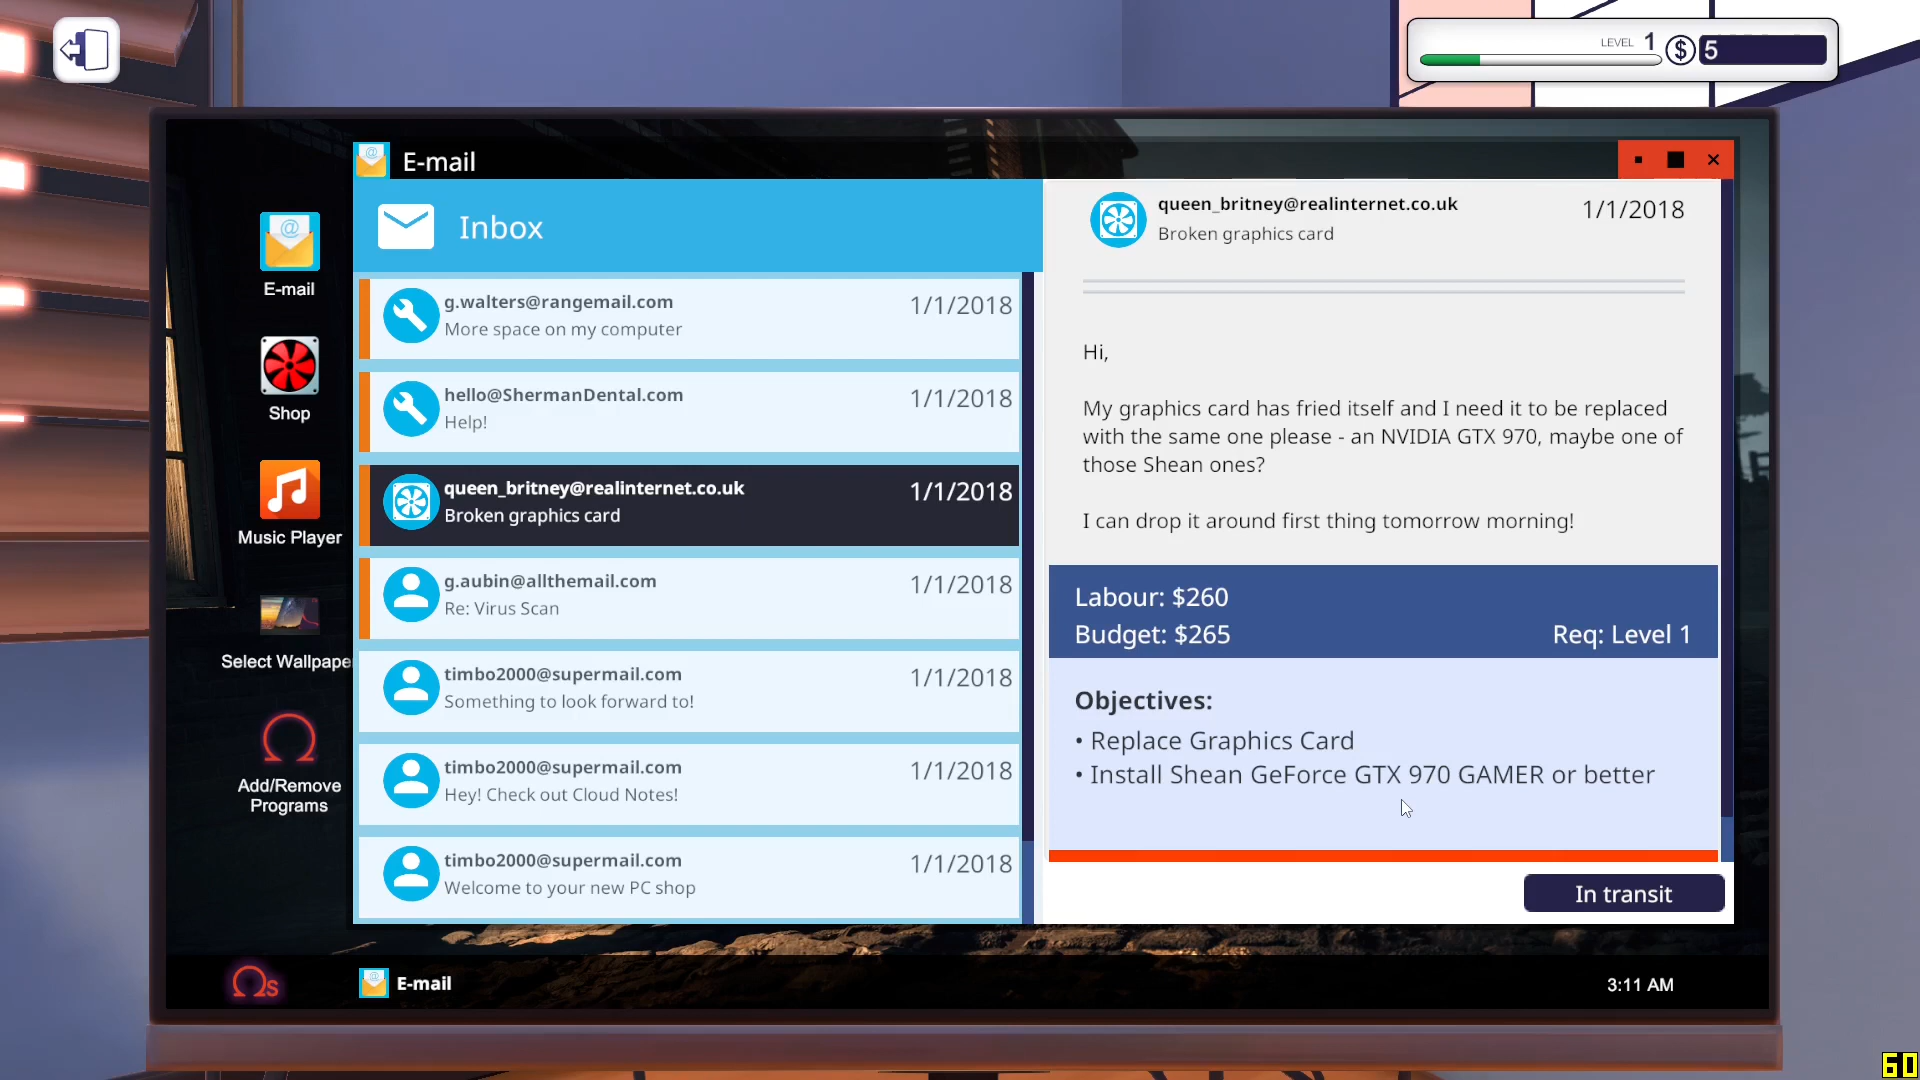 LEVEL 1
$ 5
E-mail
Inbox
g.walters@rangemail.com 1/1/2018
More space on my computer
hello@ShermanDental.com 1/1/2018
Help!
queen_britney@realinternet.co.uk 1/1/2018
Broken graphics card
g.aubin@allthemail.com 1/1/2018
Re: Virus Scan
timbo2000@supermail.com 1/1/2018
Something to look forward to!
timbo2000@supermail.com 1/1/2018
Hey! Check out Cloud Notes!
timbo2000@supermail.com 1/1/2018
Welcome to your new PC shop
queen_britney@realinternet.co.uk 1/1/2018
Broken graphics card
Hi,
My graphics card has fried itself and I need it to be replaced
with the same one please - an NVIDIA GTX 970, maybe one of
those Shean ones?
I can drop it around first thing tomorrow morning!
Labour: $260
Budget: $265 Req: Level 1
Objectives:
• Replace Graphics Card
• Install Shean GeForce GTX 970 GAMER or better
In transit
E-mail
Shop
Music Player
Select Wallpape
Add/Remove
Programs
Ωs
E-mail
3:11 AM
60